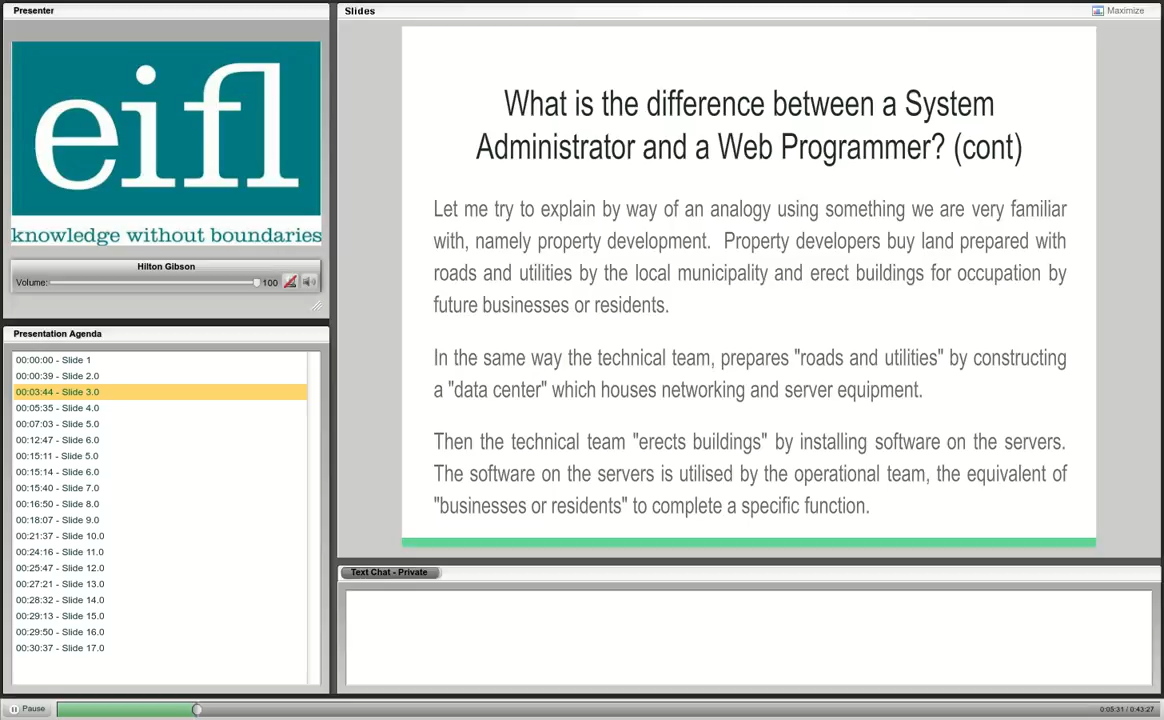 Presenter
eifl
knowledge without boundaries
Hilton Gibson
Volume: 100
Presentation Agenda
00:00:00 - Slide 1
00:00:39 - Slide 2.0
00:03:44 - Slide 3.0
00:05:35 - Slide 4.0
00:07:03 - Slide 5.0
00:12:47 - Slide 6.0
00:15:11 - Slide 5.0
00:15:14 - Slide 6.0
00:15:40 - Slide 7.0
00:16:50 - Slide 8.0
00:18:07 - Slide 9.0
00:21:37 - Slide 10.0
00:24:16 - Slide 11.0
00:25:47 - Slide 12.0
00:27:21 - Slide 13.0
00:28:32 - Slide 14.0
00:29:13 - Slide 15.0
00:29:50 - Slide 16.0
00:30:37 - Slide 17.0
Slides
Maximize
What is the difference between a System
Administrator and a Web Programmer? (cont)
Let me try to explain by way of an analogy using something we are very familiar
with, namely property development. Property developers buy land prepared with
roads and utilities by the local municipality and erect buildings for occupation by
future businesses or residents.
In the same way the technical team, prepares "roads and utilities" by constructing
a "data center" which houses networking and server equipment.
Then the technical team "erects buildings" by installing software on the servers.
The software on the servers is utilised by the operational team, the equivalent of
"businesses or residents" to complete a specific function.
Text Chat - Private
Pause
0:05:31 / 0:43:27